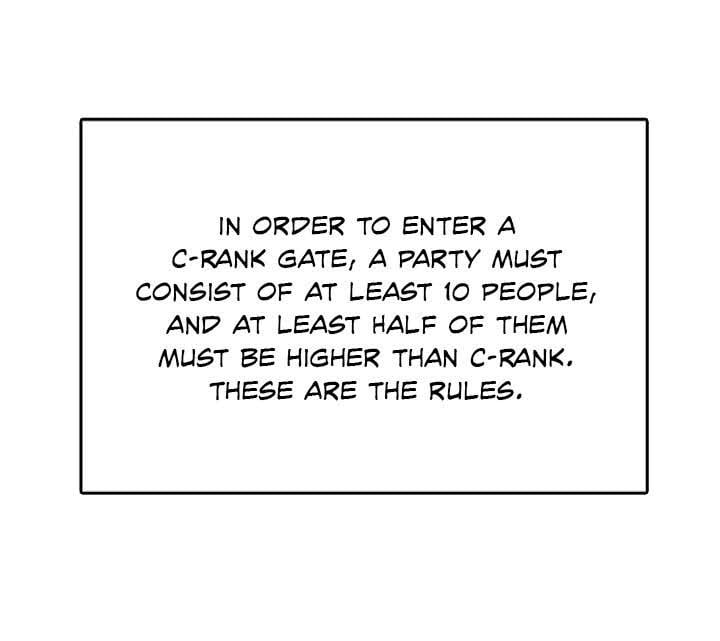 IN ORDER TO ENTER A
C-RANK GATE, A PARTY MUST
CONSIST OF AT LEAST 10 PEOPLE,
AND AT LEAST HALF OF THEM
MUST BE HIGHER THAN C-RANK.
THESE ARE THE RULES.